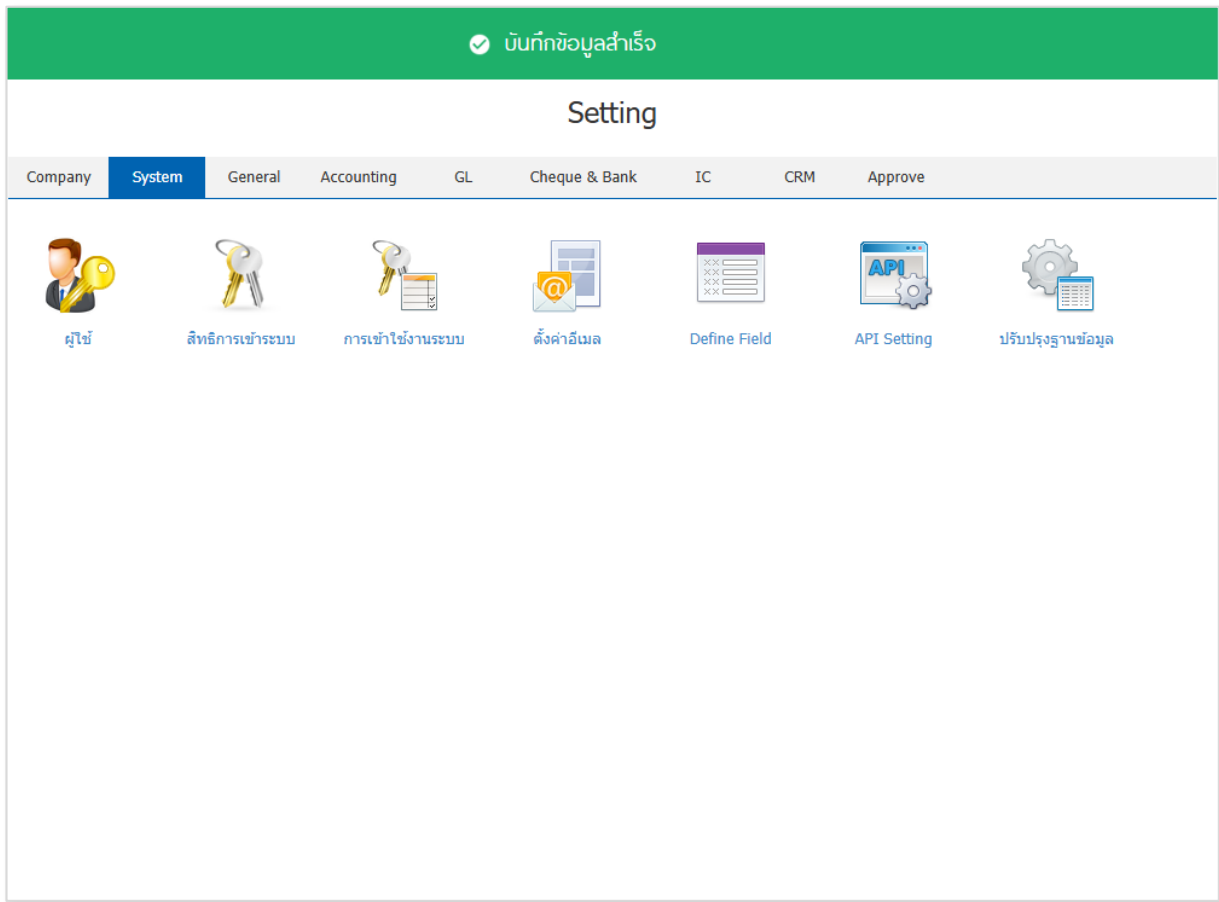 บันทึกข้อมูลสำเร็จ
Setting
Company System General Accounting GL Cheque & Bank IC CRM Approve
API
ผู้ใช้ สิทธิการเข้าระบบ การเข้าใช้งานระบบ ตั้งค่าอีเมล Define Field API Setting ปรับปรุงฐานข้อมูล